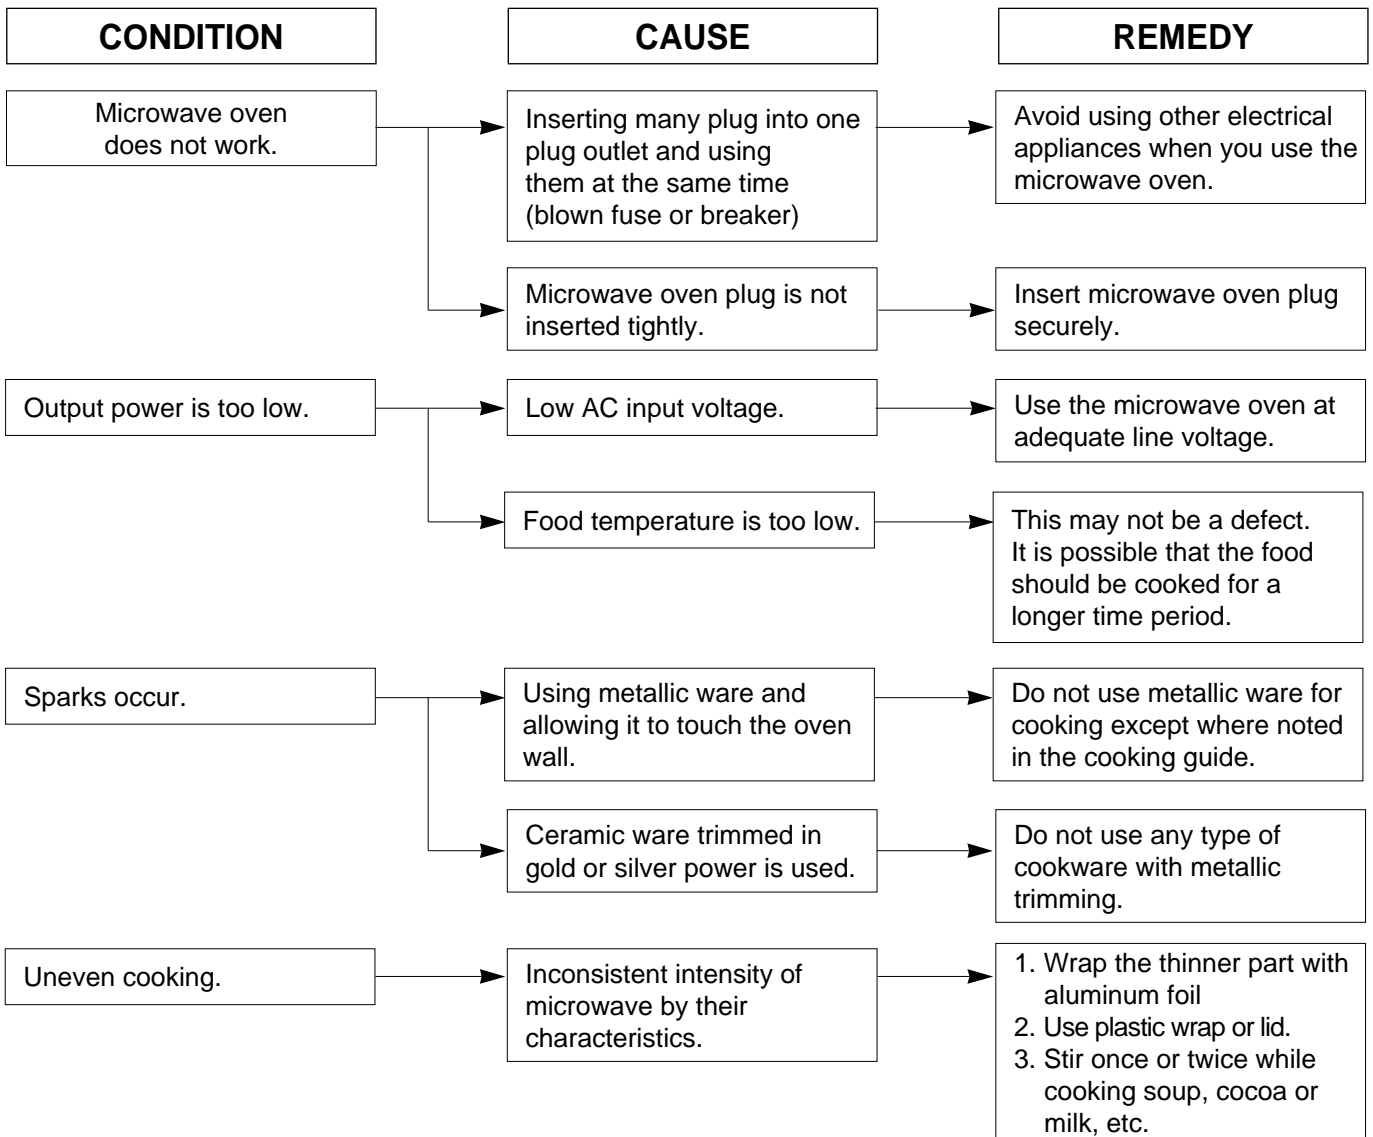 CONDITION
CAUSE
REMEDY
Microwave oven
does not work.
Inserting many plug into one
plug outlet and using
them at the same time
(blown fuse or breaker)
Avoid using other electrical
appliances when you use the
microwave oven.
Microwave oven plug is not
inserted tightly.
Insert microwave oven plug
securely.
Output power is too low.
Low AC input voltage.
Use the microwave oven at
adequate line voltage.
Food temperature is too low.
This may not be a defect.
It is possible that the food
should be cooked for a
longer time period.
Sparks occur.
Using metallic ware and
allowing it to touch the oven
wall.
Do not use metallic ware for
cooking except where noted
in the cooking guide.
Ceramic ware trimmed in
gold or silver power is used.
Do not use any type of
cookware with metallic
trimming.
Uneven cooking.
Inconsistent intensity of
microwave by their
characteristics.
1. Wrap the thinner part with
aluminum foil
2. Use plastic wrap or lid.
3. Stir once or twice while
cooking soup, cocoa or
milk, etc.